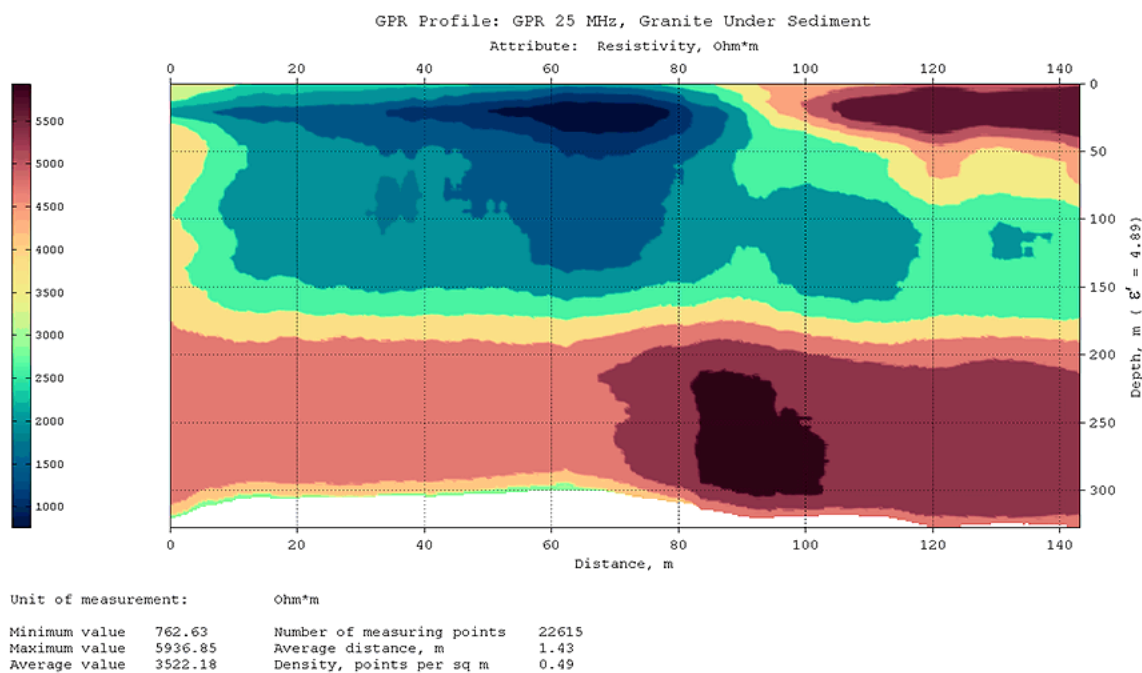 GPR Profile: GPR 25 MHz, Granite Under Sediment
Attribute: Resistivity, Ohm*m
0 20 40 60 80 100 120 140
5500
5000
4500
4000
3500
3000
2500
2000
1500
1000
0
50
100
150
200
250
300
Depth, m ( ε' = 4.89)
0 20 40 60 80 100 120 140
Distance, m
Unit of measurement: Ohm*m
Minimum value 762.63 Number of measuring points 22615
Maximum value 5936.85 Average distance, m 1.43
Average value 3522.18 Density, points per sq m 0.49